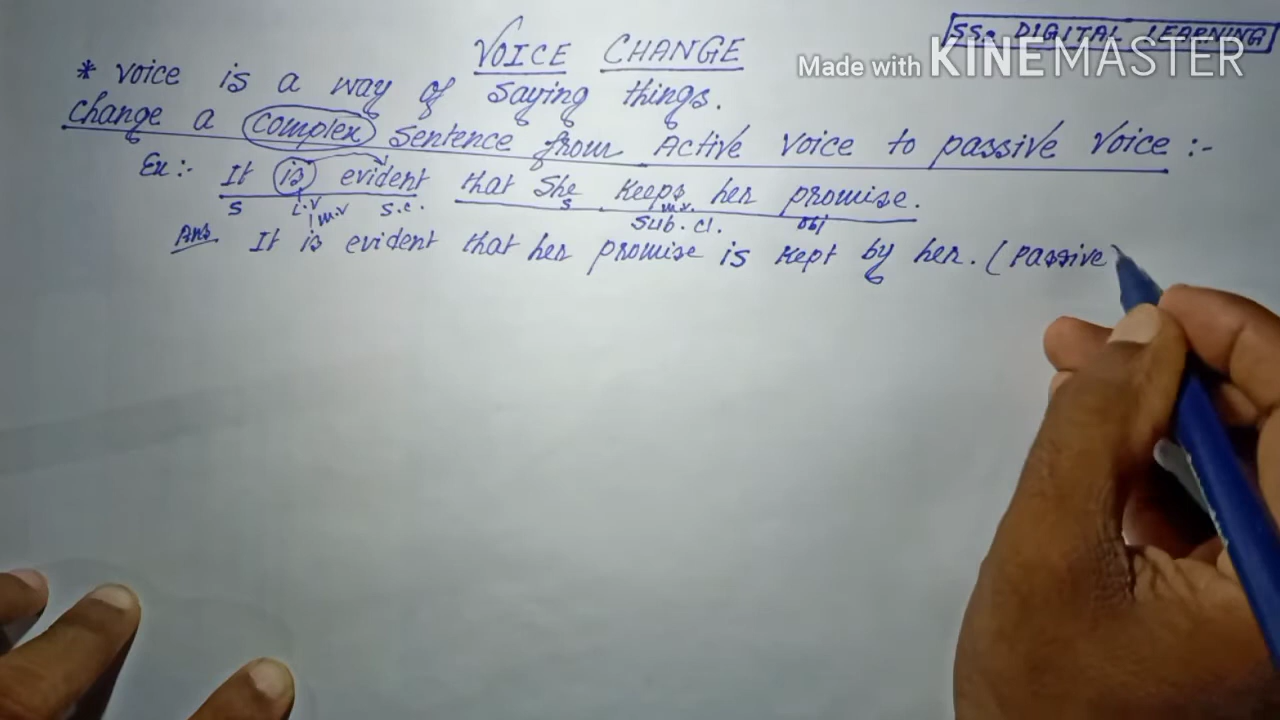 SS. DIGITAL LEARNING
Made with KINEMASTER
VOICE CHANGE
* Voice is a way of saying things.
Change a complex sentence from Active voice to passive voice :-
Ex :- It is evident that she keeps her promise.
S L.V S.C. S m.v. obj
m.v Sub. cl.
Ans It is evident that her promise is kept by her. (Passive)